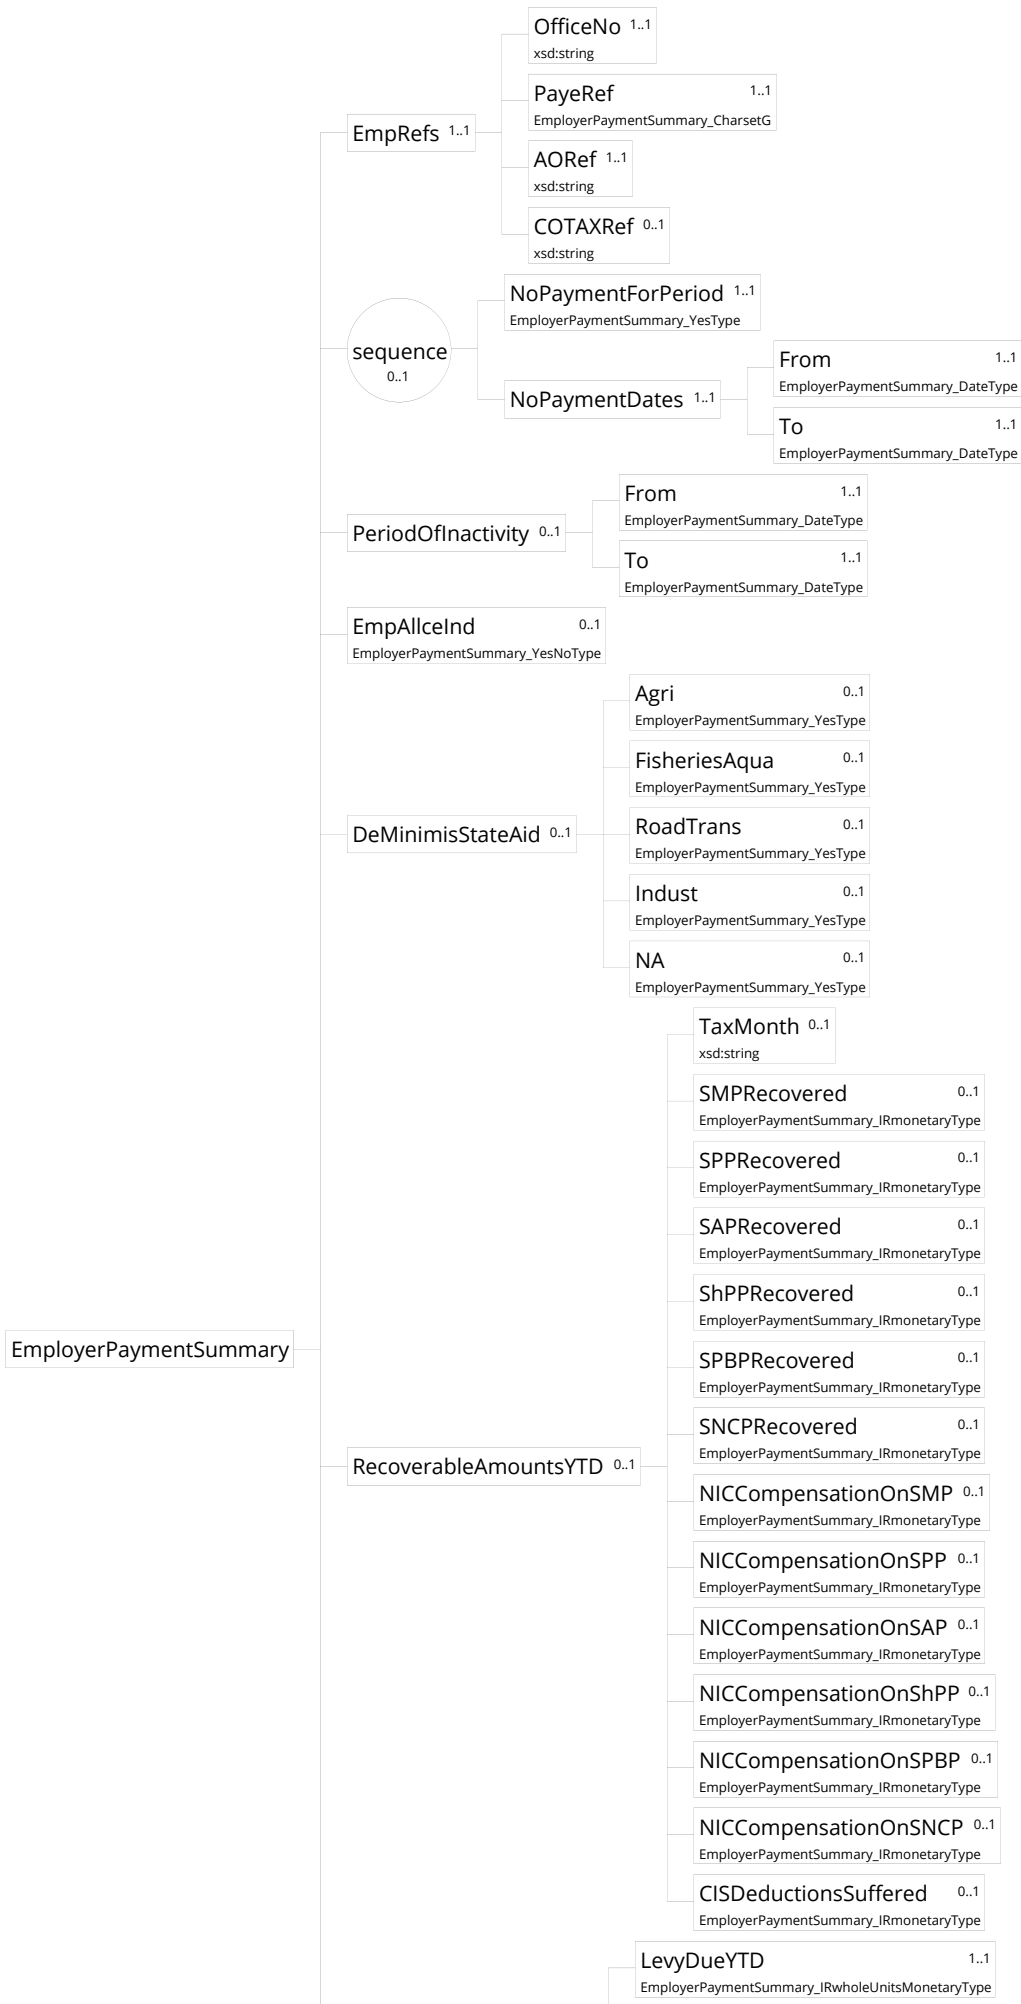 OfficeNo 1..1
xsd:string
PayeRef 1..1
EmployerPaymentSummary_CharsetG
EmpRefs 1..1
AORef 1..1
xsd:string
COTAXRef 0..1
xsd:string
NoPaymentForPeriod 1..1
EmployerPaymentSummary_YesType
sequence
0..1
From 1..1
EmployerPaymentSummary_DateType
NoPaymentDates 1..1
To 1..1
EmployerPaymentSummary_DateType
From 1..1
EmployerPaymentSummary_DateType
PeriodOfInactivity 0..1
To 1..1
EmployerPaymentSummary_DateType
EmpAllceInd 0..1
EmployerPaymentSummary_YesNoType
Agri 0..1
EmployerPaymentSummary_YesType
FisheriesAqua 0..1
EmployerPaymentSummary_YesType
DeMinimisStateAid 0..1
RoadTrans 0..1
EmployerPaymentSummary_YesType
Indust 0..1
EmployerPaymentSummary_YesType
NA 0..1
EmployerPaymentSummary_YesType
TaxMonth 0..1
xsd:string
SMPRecovered 0..1
EmployerPaymentSummary_IRmonetaryType
SPPRecovered 0..1
EmployerPaymentSummary_IRmonetaryType
SAPRecovered 0..1
EmployerPaymentSummary_IRmonetaryType
ShPPRecovered 0..1
EmployerPaymentSummary_IRmonetaryType
EmployerPaymentSummary
SPBPRecovered 0..1
EmployerPaymentSummary_IRmonetaryType
SNCPRecovered 0..1
EmployerPaymentSummary_IRmonetaryType
RecoverableAmountsYTD 0..1
NICCompensationOnSMP 0..1
EmployerPaymentSummary_IRmonetaryType
NICCompensationOnSPP 0..1
EmployerPaymentSummary_IRmonetaryType
NICCompensationOnSAP 0..1
EmployerPaymentSummary_IRmonetaryType
NICCompensationOnShPP 0..1
EmployerPaymentSummary_IRmonetaryType
NICCompensationOnSPBP 0..1
EmployerPaymentSummary_IRmonetaryType
NICCompensationOnSNCP 0..1
EmployerPaymentSummary_IRmonetaryType
CISDeductionsSuffered 0..1
EmployerPaymentSummary_IRmonetaryType
LevyDueYTD 1..1
EmployerPaymentSummary_IRwholeUnitsMonetaryType